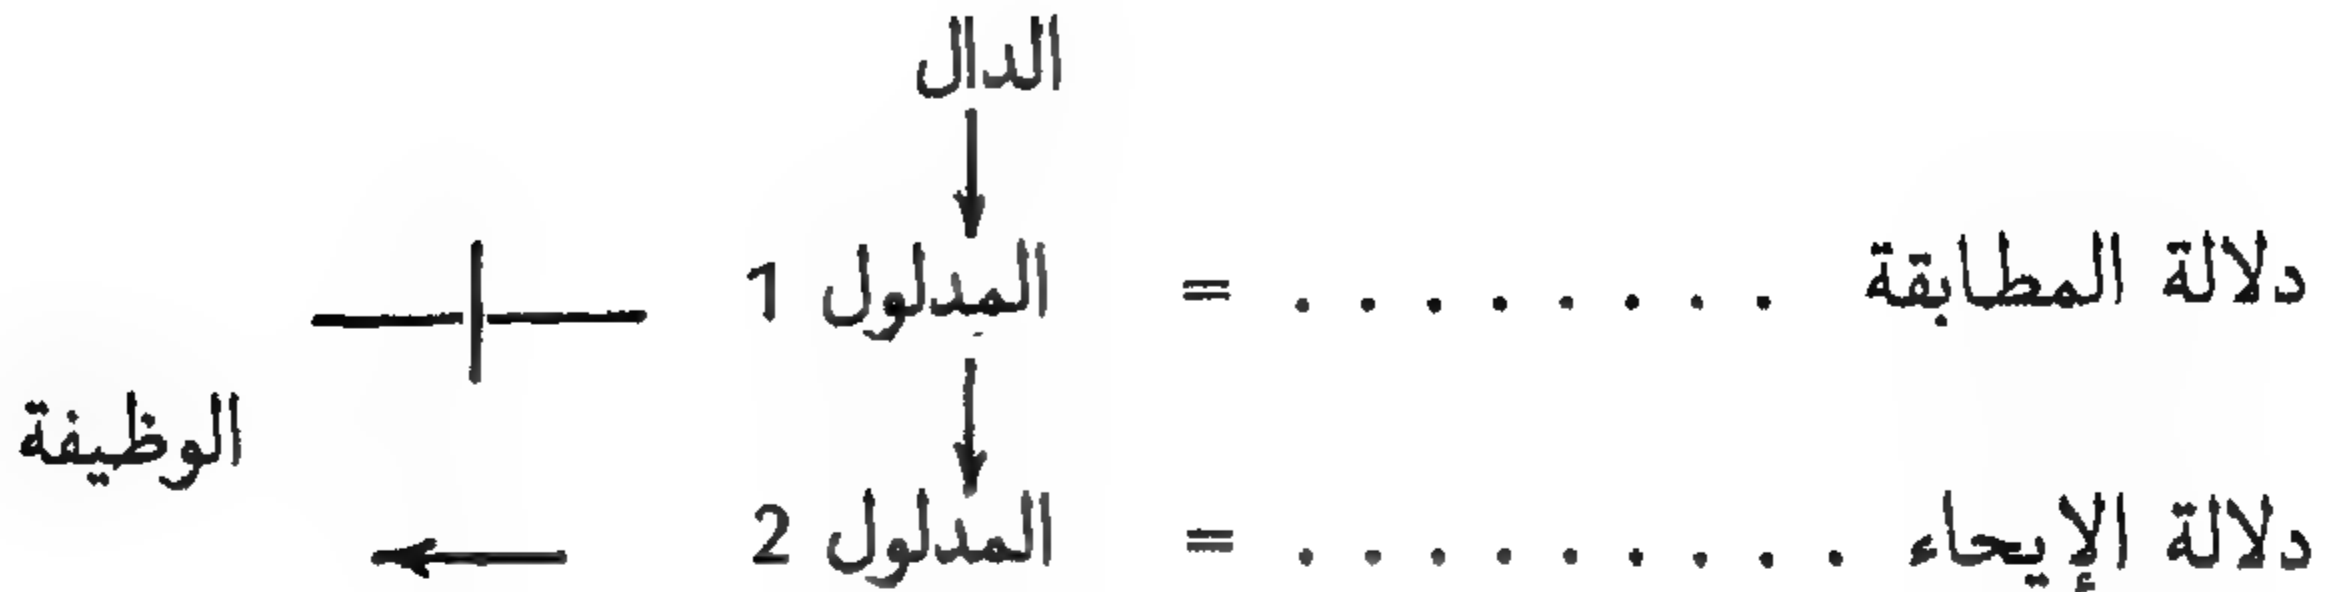 الدال
دلالة المطابقة . . . . . . . . = المدلول 1
الوظيفة
دلالة الإيحاء . . . . . . . . . = المدلول 2